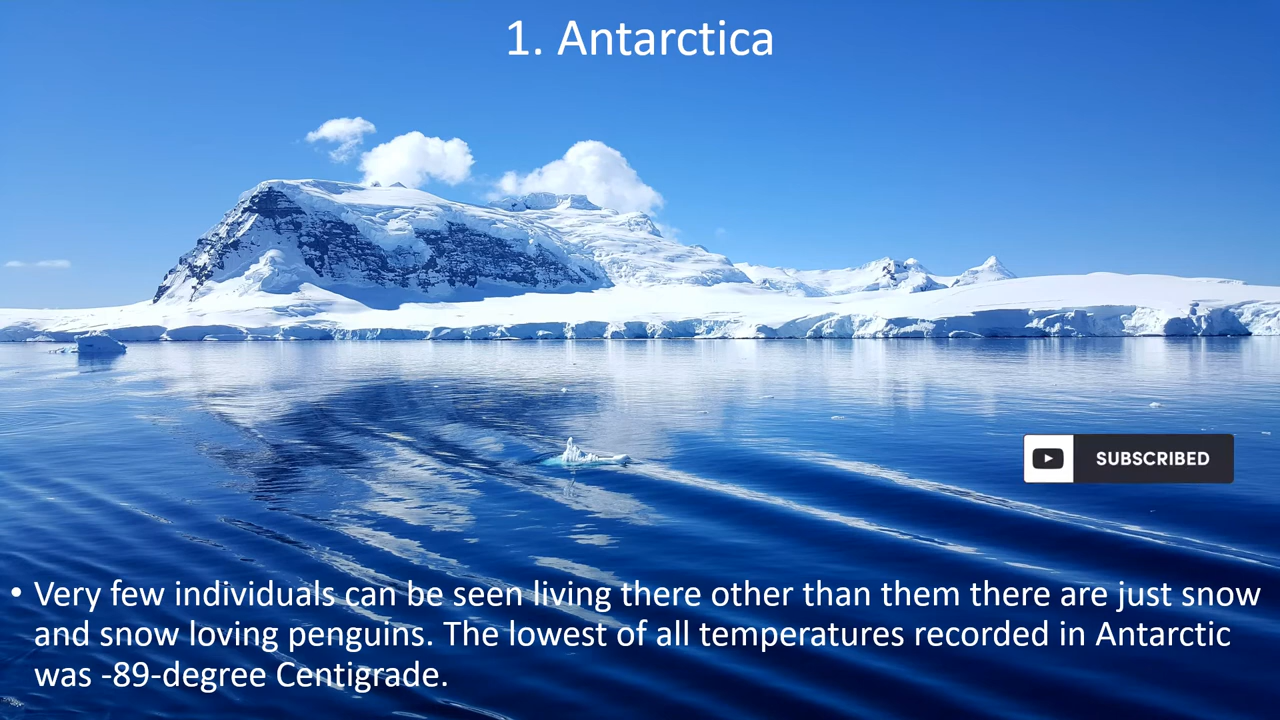 1. Antarctica
SUBSCRIBED
• Very few individuals can be seen living there other than them there are just snow
and snow loving penguins. The lowest of all temperatures recorded in Antarctic
was -89-degree Centigrade.